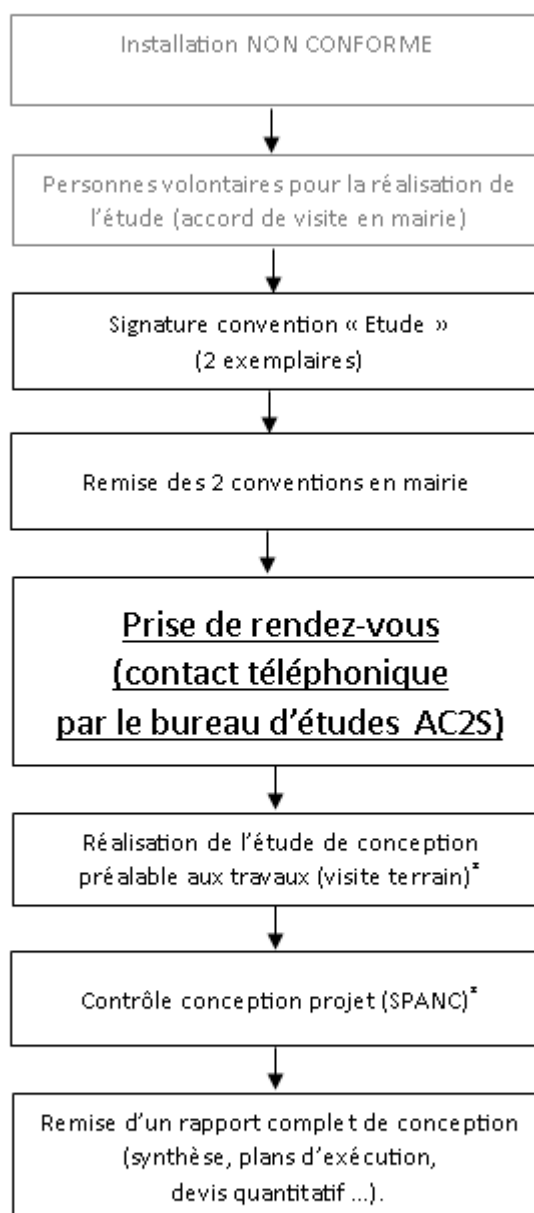 Installation NON CONFORME
Personnes volontaires pour la réalisation de
l'étude (accord de visite en mairie)
Signature convention « Etude »
(2 exemplaires)
Remise des 2 conventions en mairie
Prise de rendez-vous
(contact téléphonique
par le bureau d'études AC2S)
Réalisation de l'étude de conception
préalable aux travaux (visite terrain)*
Contrôle conception projet (SPANC)*
Remise d'un rapport complet de conception
(synthèse, plans d'exécution,
devis quantitatif ...).